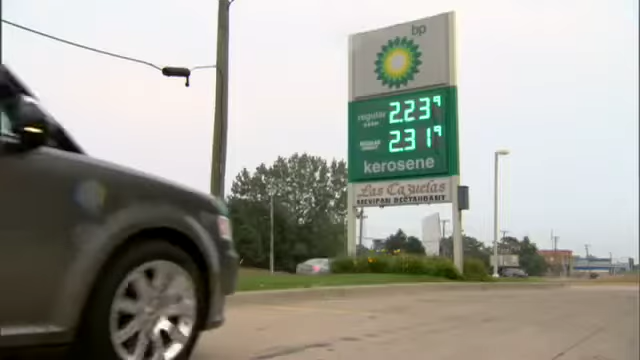 bp
regular
2.23⁹
2.31⁹
kerosene
Las Cazuelas
MEXICAN RESTAURANT